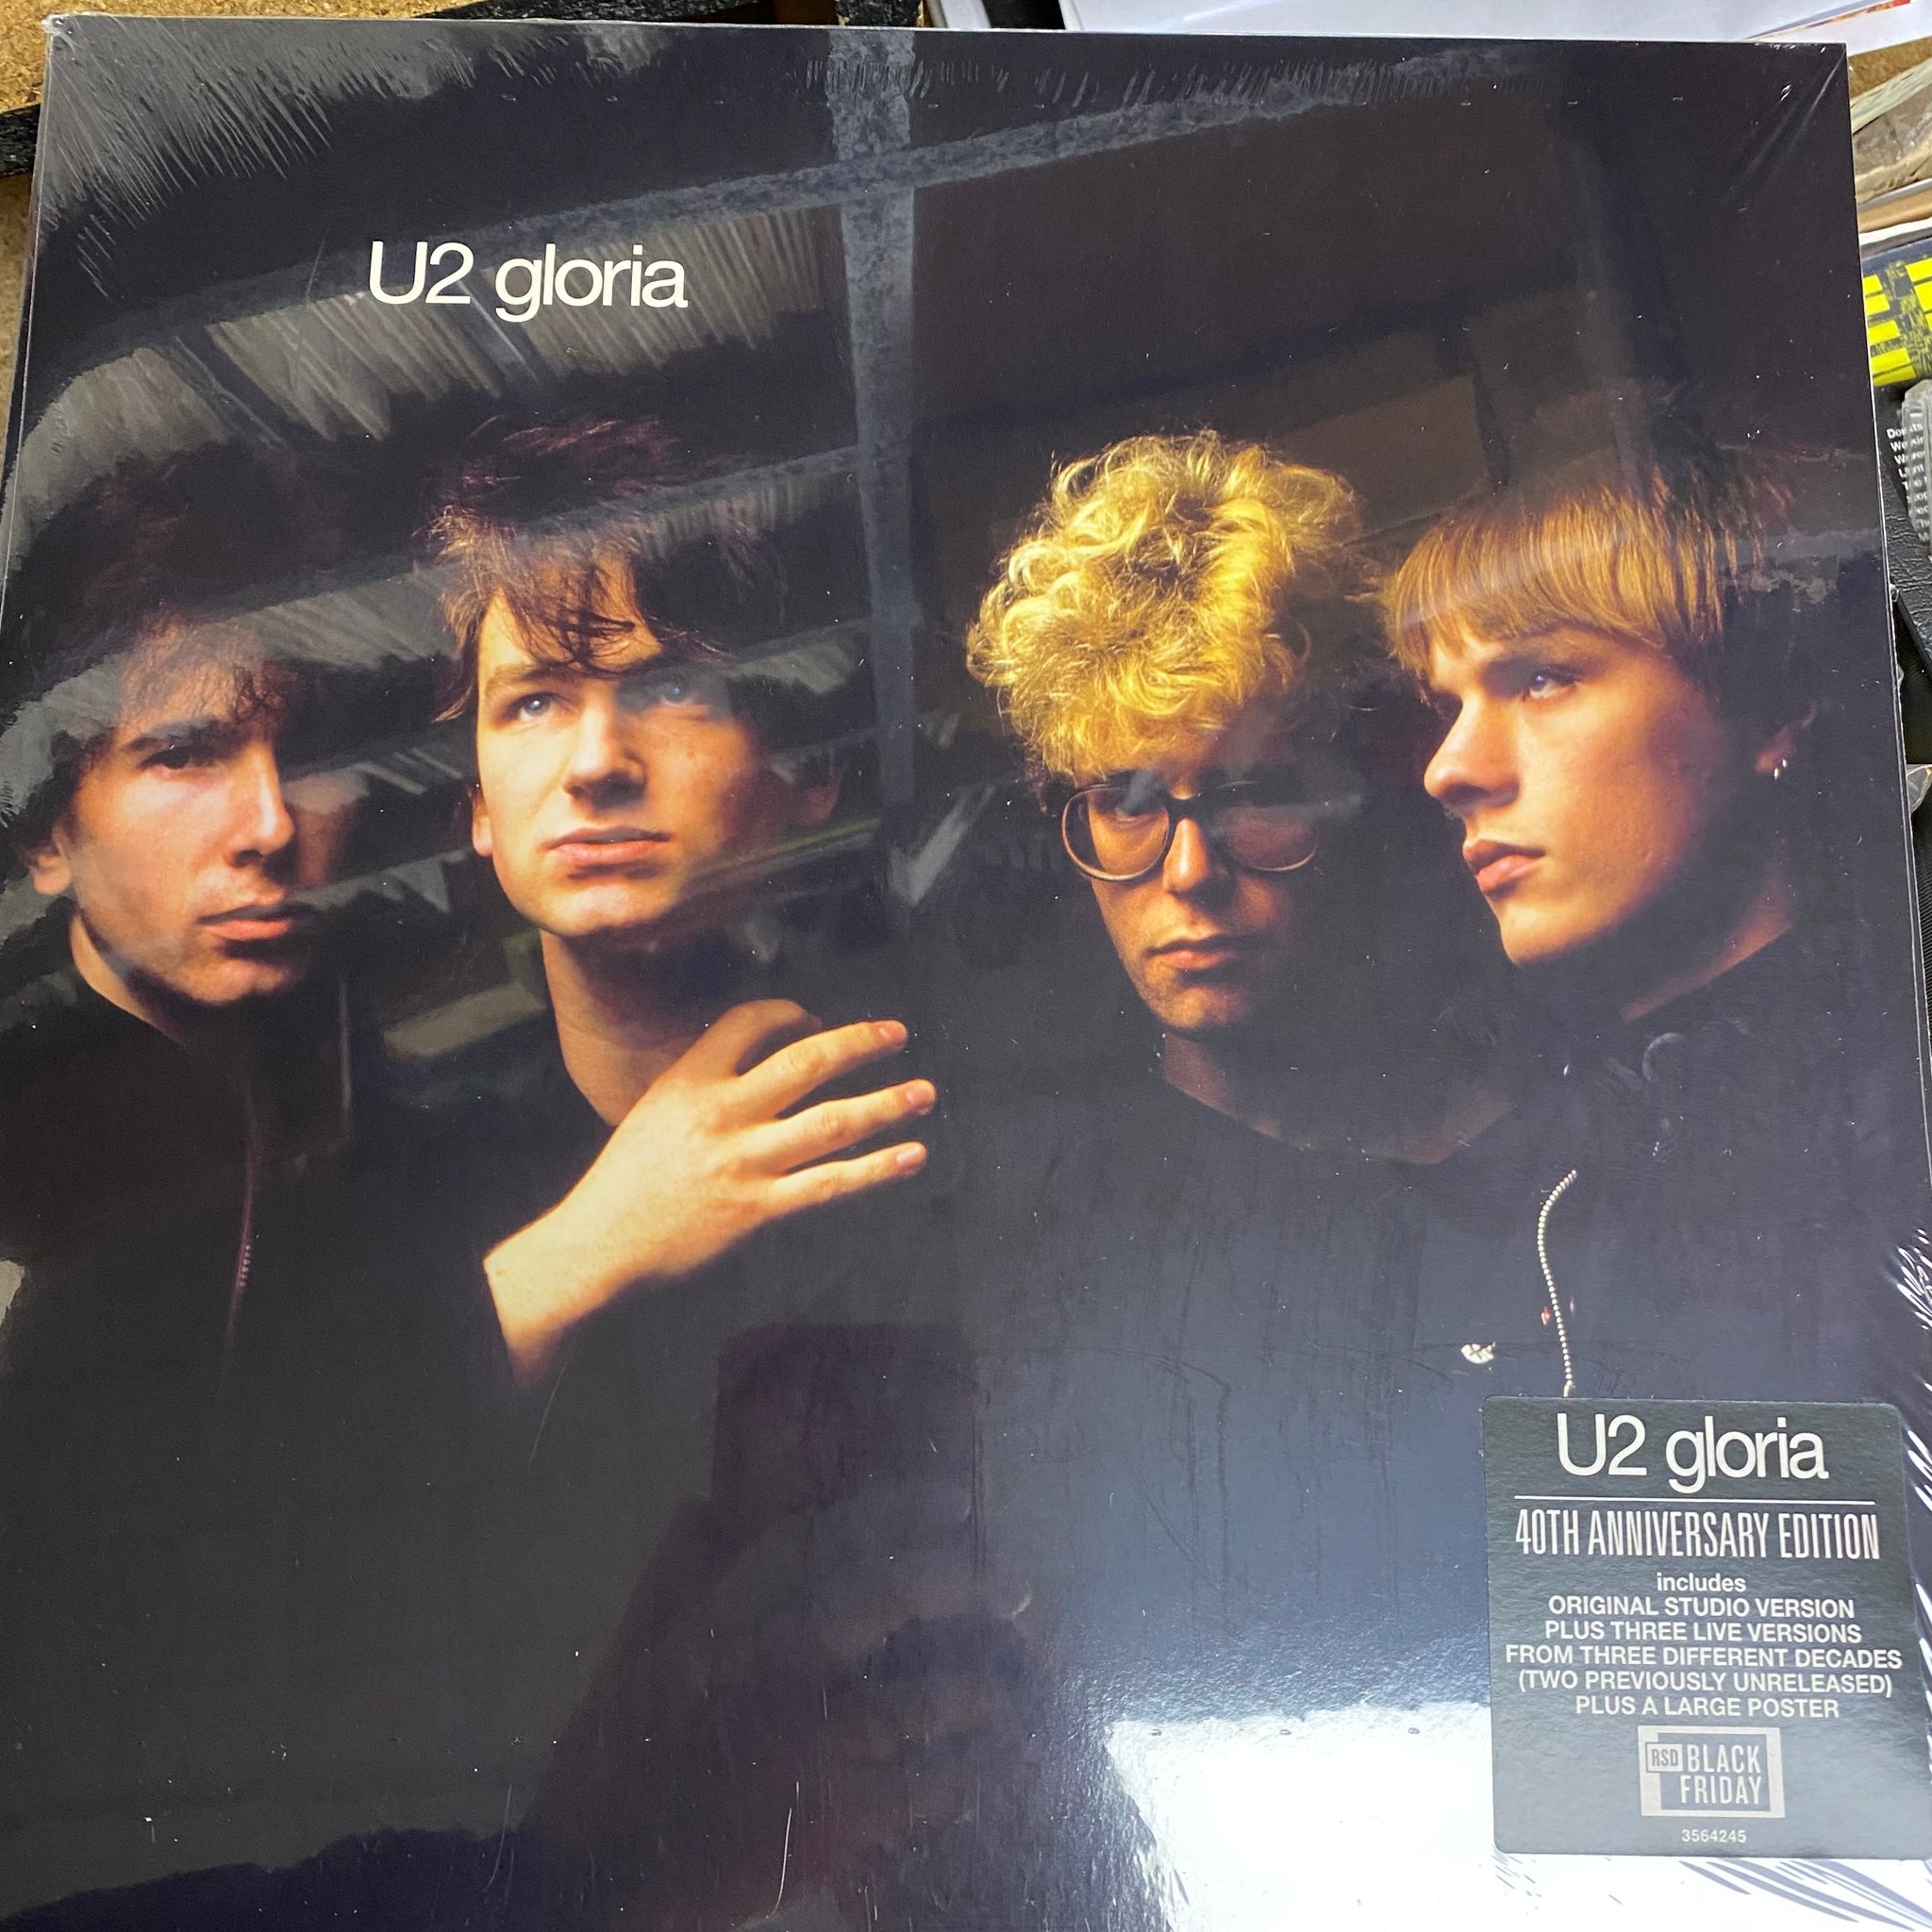 U2 gloria
U2 gloria
40TH ANNIVERSARY EDITION
includes
ORIGINAL STUDIO VERSION
PLUS THREE LIVE VERSIONS
FROM THREE DIFFERENT DECADES
(TWO PREVIOUSLY UNRELEASED)
PLUS A LARGE POSTER
RSD BLACK
FRIDAY
3564245